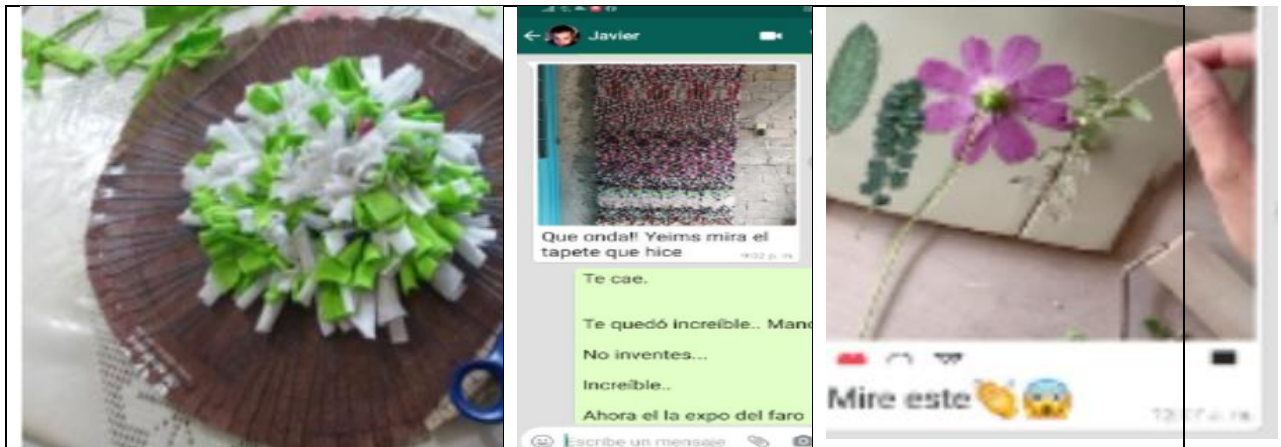 Javier
Que onda!! Yeims mira el
tapete que hice
Te cae.
Te quedó increíble..
No inventes...
Increíble..
Ahora el la expo del faro
Escribe un mensaje
Mire este👏😱